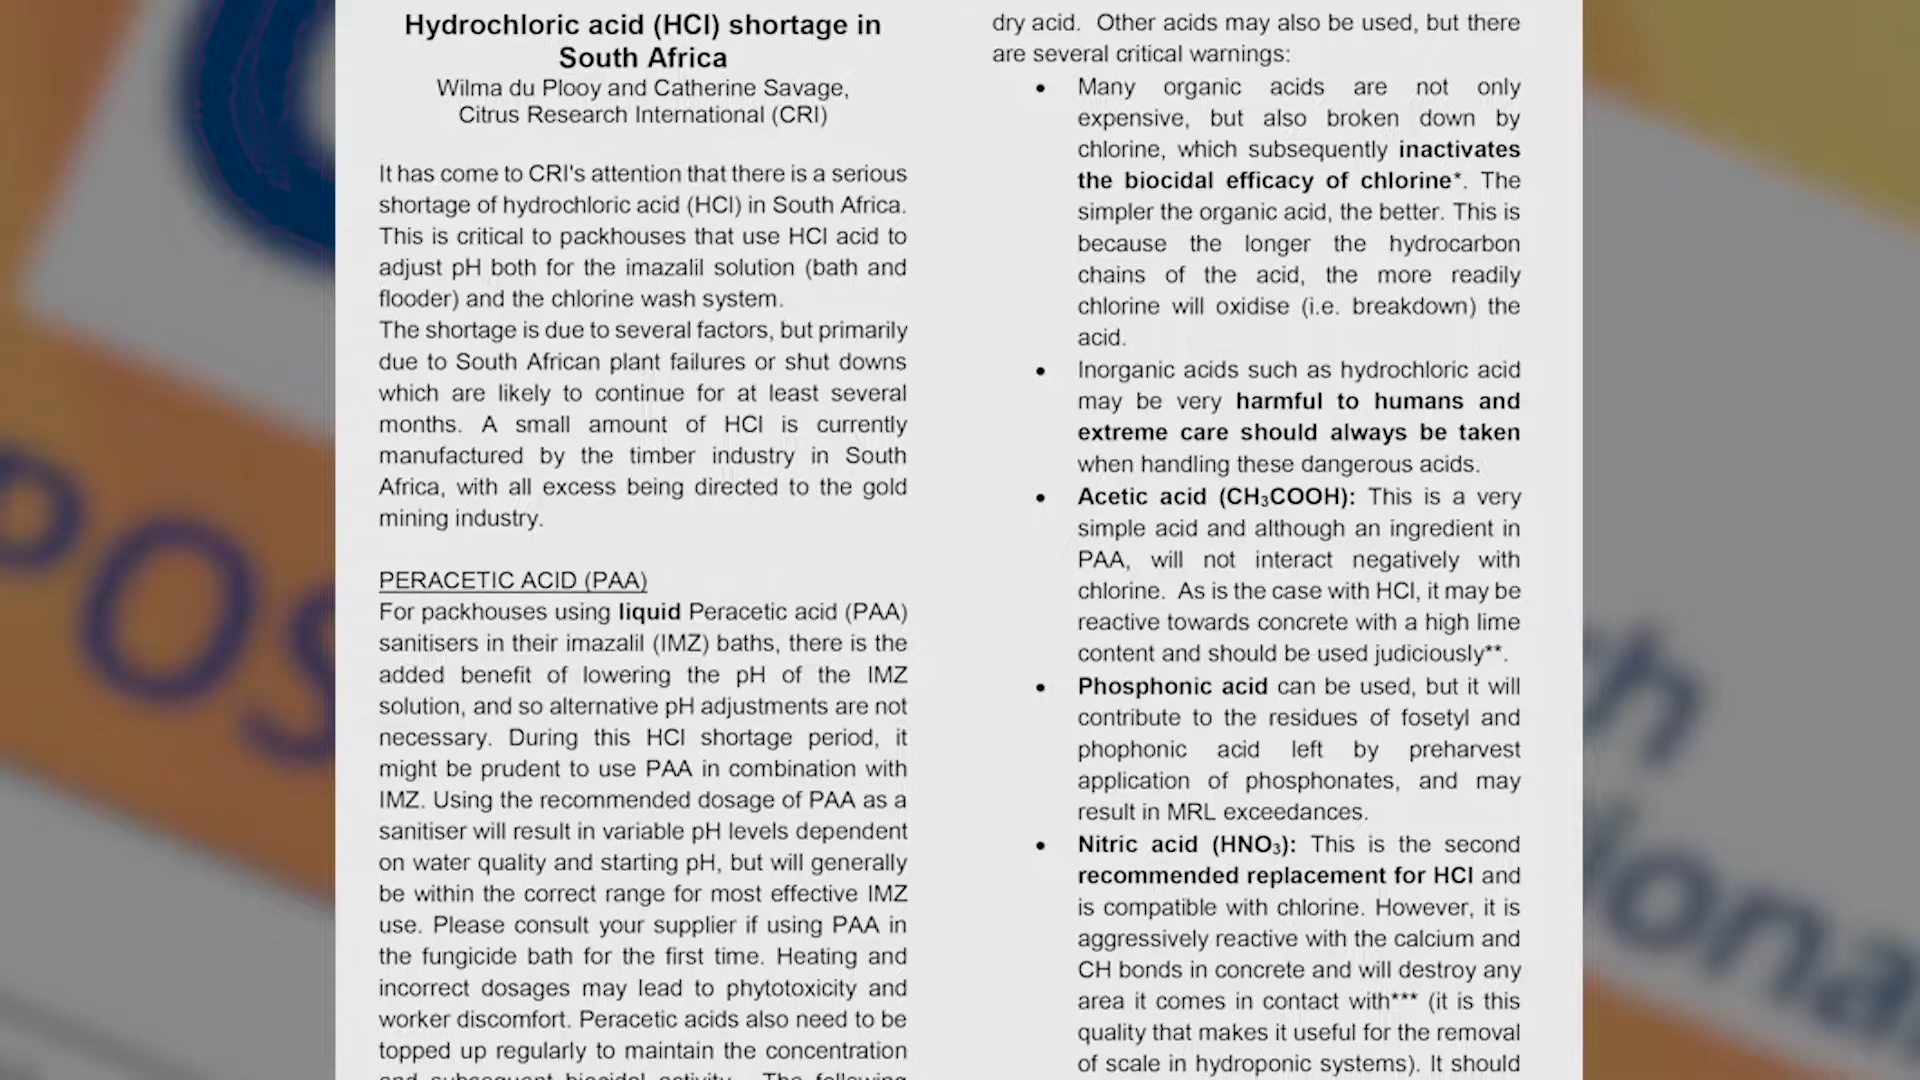 Hydrochloric acid (HCl) shortage in
South Africa
Wilma du Plooy and Catherine Savage,
Citrus Research International (CRI)
It has come to CRI's attention that there is a serious
shortage of hydrochloric acid (HCl) in South Africa.
This is critical to packhouses that use HCl acid to
adjust pH both for the imazalil solution (bath and
flooder) and the chlorine wash system.
The shortage is due to several factors, but primarily
due to South African plant failures or shut downs
which are likely to continue for at least several
months. A small amount of HCl is currently
manufactured by the timber industry in South
Africa, with all excess being directed to the gold
mining industry.
PERACETIC ACID (PAA)
For packhouses using liquid Peracetic acid (PAA)
sanitisers in their imazalil (IMZ) baths, there is the
added benefit of lowering the pH of the IMZ
solution, and so alternative pH adjustments are not
necessary. During this HCl shortage period, it
might be prudent to use PAA in combination with
IMZ. Using the recommended dosage of PAA as a
sanitiser will result in variable pH levels dependent
on water quality and starting pH, but will generally
be within the correct range for most effective IMZ
use. Please consult your supplier if using PAA in
the fungicide bath for the first time. Heating and
incorrect dosages may lead to phytotoxicity and
worker discomfort. Peracetic acids also need to be
topped up regularly to maintain the concentration
and subsequent biocidal activity. The following
dry acid. Other acids may also be used, but there
are several critical warnings:
• Many organic acids are not only
expensive, but also broken down by
chlorine, which subsequently inactivates
the biocidal efficacy of chlorine*. The
simpler the organic acid, the better. This is
because the longer the hydrocarbon
chains of the acid, the more readily
chlorine will oxidise (i.e. breakdown) the
acid.
• Inorganic acids such as hydrochloric acid
may be very harmful to humans and
extreme care should always be taken
when handling these dangerous acids.
• Acetic acid (CH₃COOH): This is a very
simple acid and although an ingredient in
PAA, will not interact negatively with
chlorine. As is the case with HCl, it may be
reactive towards concrete with a high lime
content and should be used judiciously**.
• Phosphonic acid can be used, but it will
contribute to the residues of fosetyl and
phophonic acid left by preharvest
application of phosphonates, and may
result in MRL exceedances.
• Nitric acid (HNO₃): This is the second
recommended replacement for HCl and
is compatible with chlorine. However, it is
aggressively reactive with the calcium and
CH bonds in concrete and will destroy any
area it comes in contact with*** (it is this
quality that makes it useful for the removal
of scale in hydroponic systems). It should